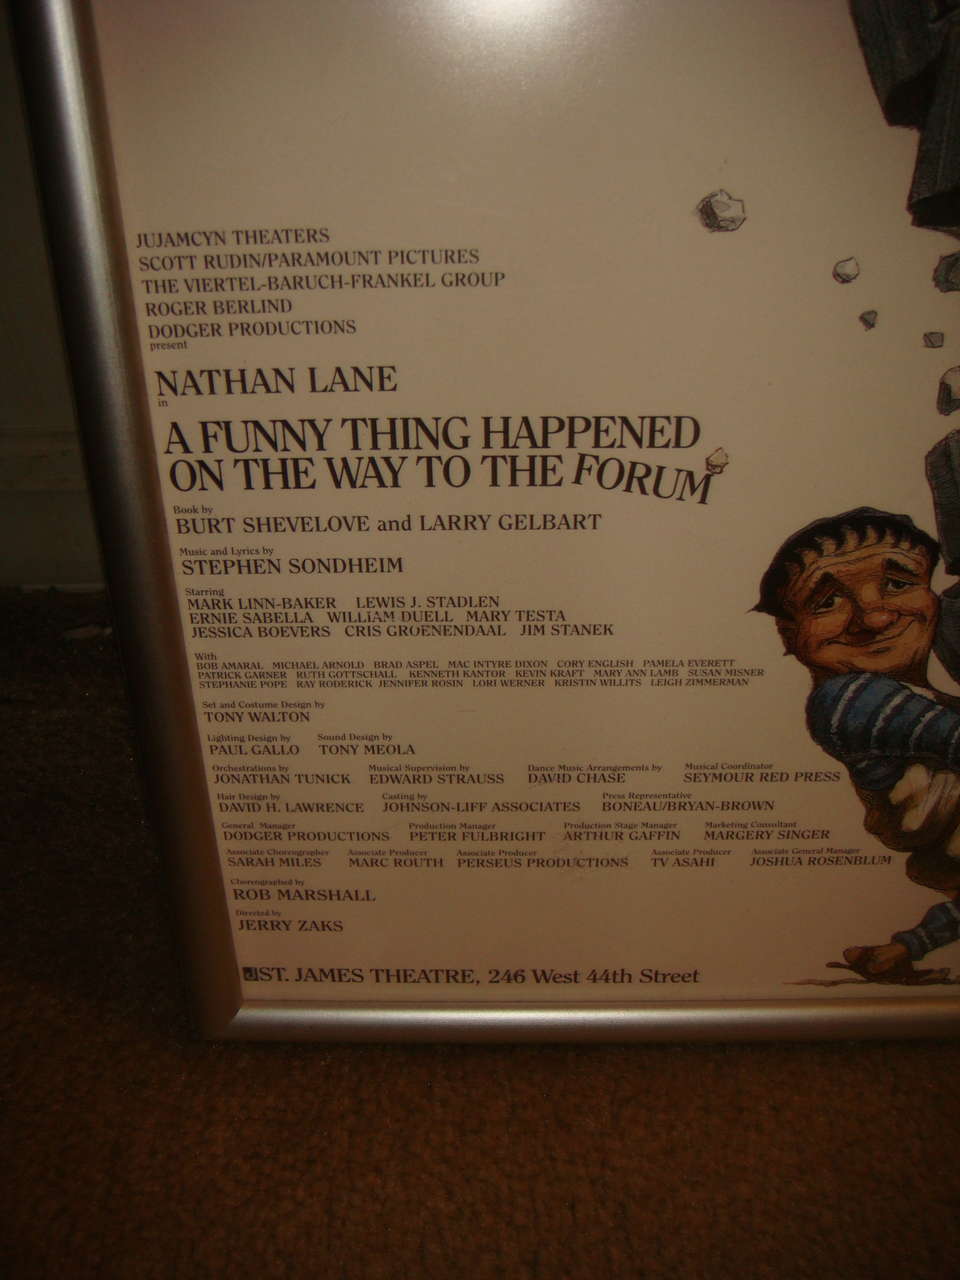 JUJAMCYN THEATERS
SCOTT RUDIN/PARAMOUNT PICTURES
THE VIERTEL-BARUCH-FRANKEL GROUP
ROGER BERLIND
DODGER PRODUCTIONS
present
NATHAN LANE
in
A FUNNY THING HAPPENED
ON THE WAY TO THE FORUM
Book by
BURT SHEVELOVE and LARRY GELBART
Music and Lyrics by
STEPHEN SONDHEIM
Starring
MARK LINN-BAKER LEWIS J. STADLEN
ERNIE SABELLA WILLIAM DUELL MARY TESTA
JESSICA BOEVERS CRIS GROENENDAAL JIM STANEK
With
BOB AMARAL MICHAEL ARNOLD BRAD ASPEL MAC INTYRE DIXON CORY ENGLISH PAMELA EVERETT
PATRICK GARNER RUTH GOTTSCHALL KENNETH KANTOR KEVIN KRAFT MARY ANN LAMB SUSAN MISNER
STEPHANIE POPE RAY RODERICK JENNIFER ROSIN LORI WERNER KRISTIN WILLITS LEIGH ZIMMERMAN
Set and Costume Design by
TONY WALTON
Lighting Design by Sound Design by
PAUL GALLO TONY MEOLA
Orchestrations by Musical Supervision by Dance Music Arrangements by Musical Coordinator
JONATHAN TUNICK EDWARD STRAUSS DAVID CHASE SEYMOUR RED PRESS
Hair Design by Casting by Press Representative
DAVID H. LAWRENCE JOHNSON-LIFF ASSOCIATES BONEAU/BRYAN-BROWN
General Manager Production Manager Production Stage Manager Marketing Consultant
DODGER PRODUCTIONS PETER FULBRIGHT ARTHUR GAFFIN MARGERY SINGER
Associate Choreographer Associate Producer Associate Producer Associate Producer Associate General Manager
SARAH MILES MARC ROUTH PERSEUS PRODUCTIONS TV ASAHI JOSHUA ROSENBLUM
Choreographed by
ROB MARSHALL
Directed by
JERRY ZAKS
J ST. JAMES THEATRE, 246 West 44th Street